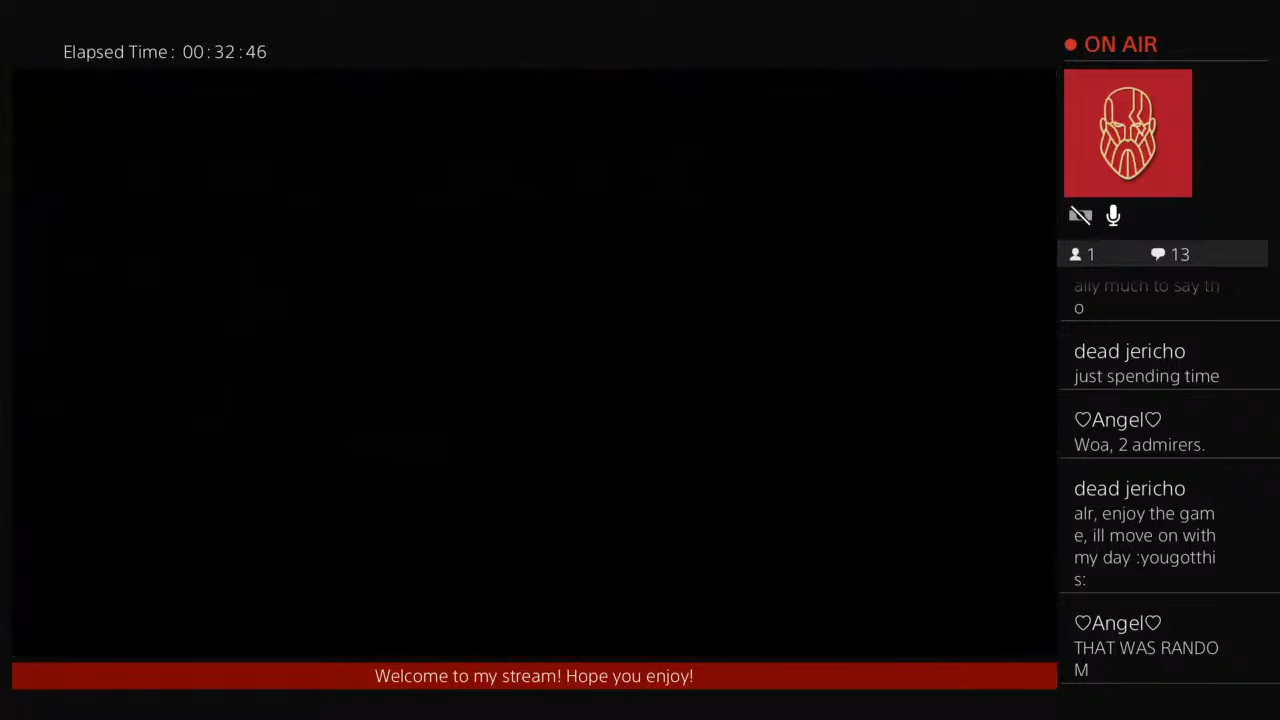 Elapsed Time: 00:32:46
ON AIR
1 13
ally much to say th
o
dead jericho
just spending time
♡Angel♡
Woa, 2 admirers.
dead jericho
alr, enjoy the gam
e, ill move on with
my day :yougotthi
s:
♡Angel♡
THAT WAS RANDO
M
Welcome to my stream! Hope you enjoy!